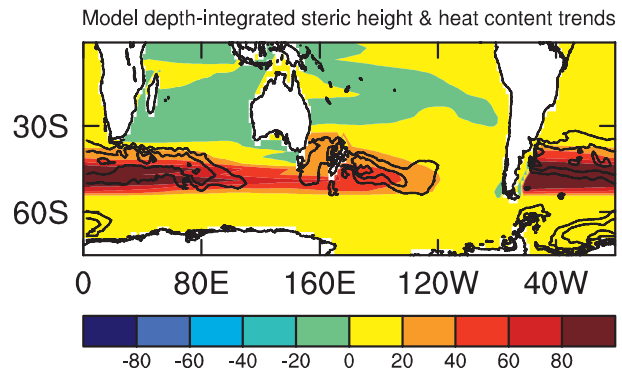 Model depth-integrated steric height & heat content trends
30S
60S
0 80E 160E 120W 40W
-80 -60 -40 -20 0 20 40 60 80